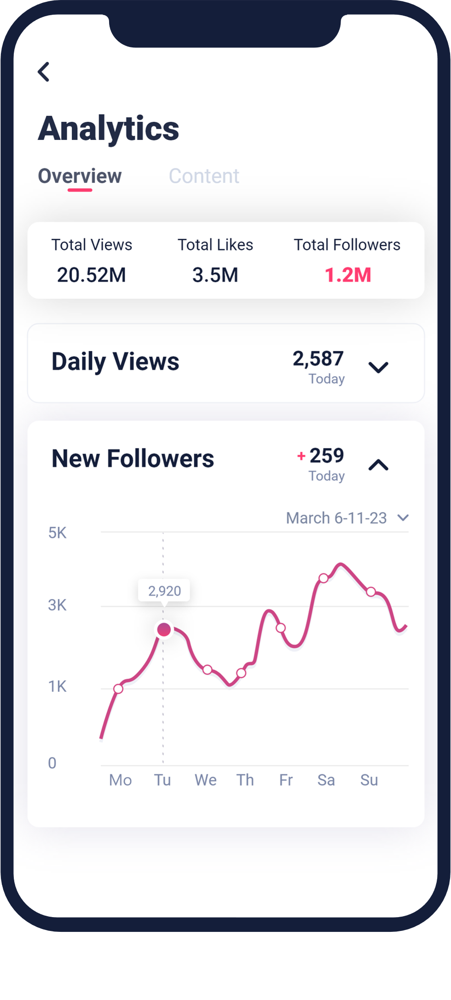 Analytics
Overview Content
Total Views Total Likes Total Followers
20.52M 3.5M 1.2M
Daily Views 2,587
Today
New Followers + 259
Today
March 6-11-23
5K
2,920
3K
1K
0
Mo Tu We Th Fr Sa Su